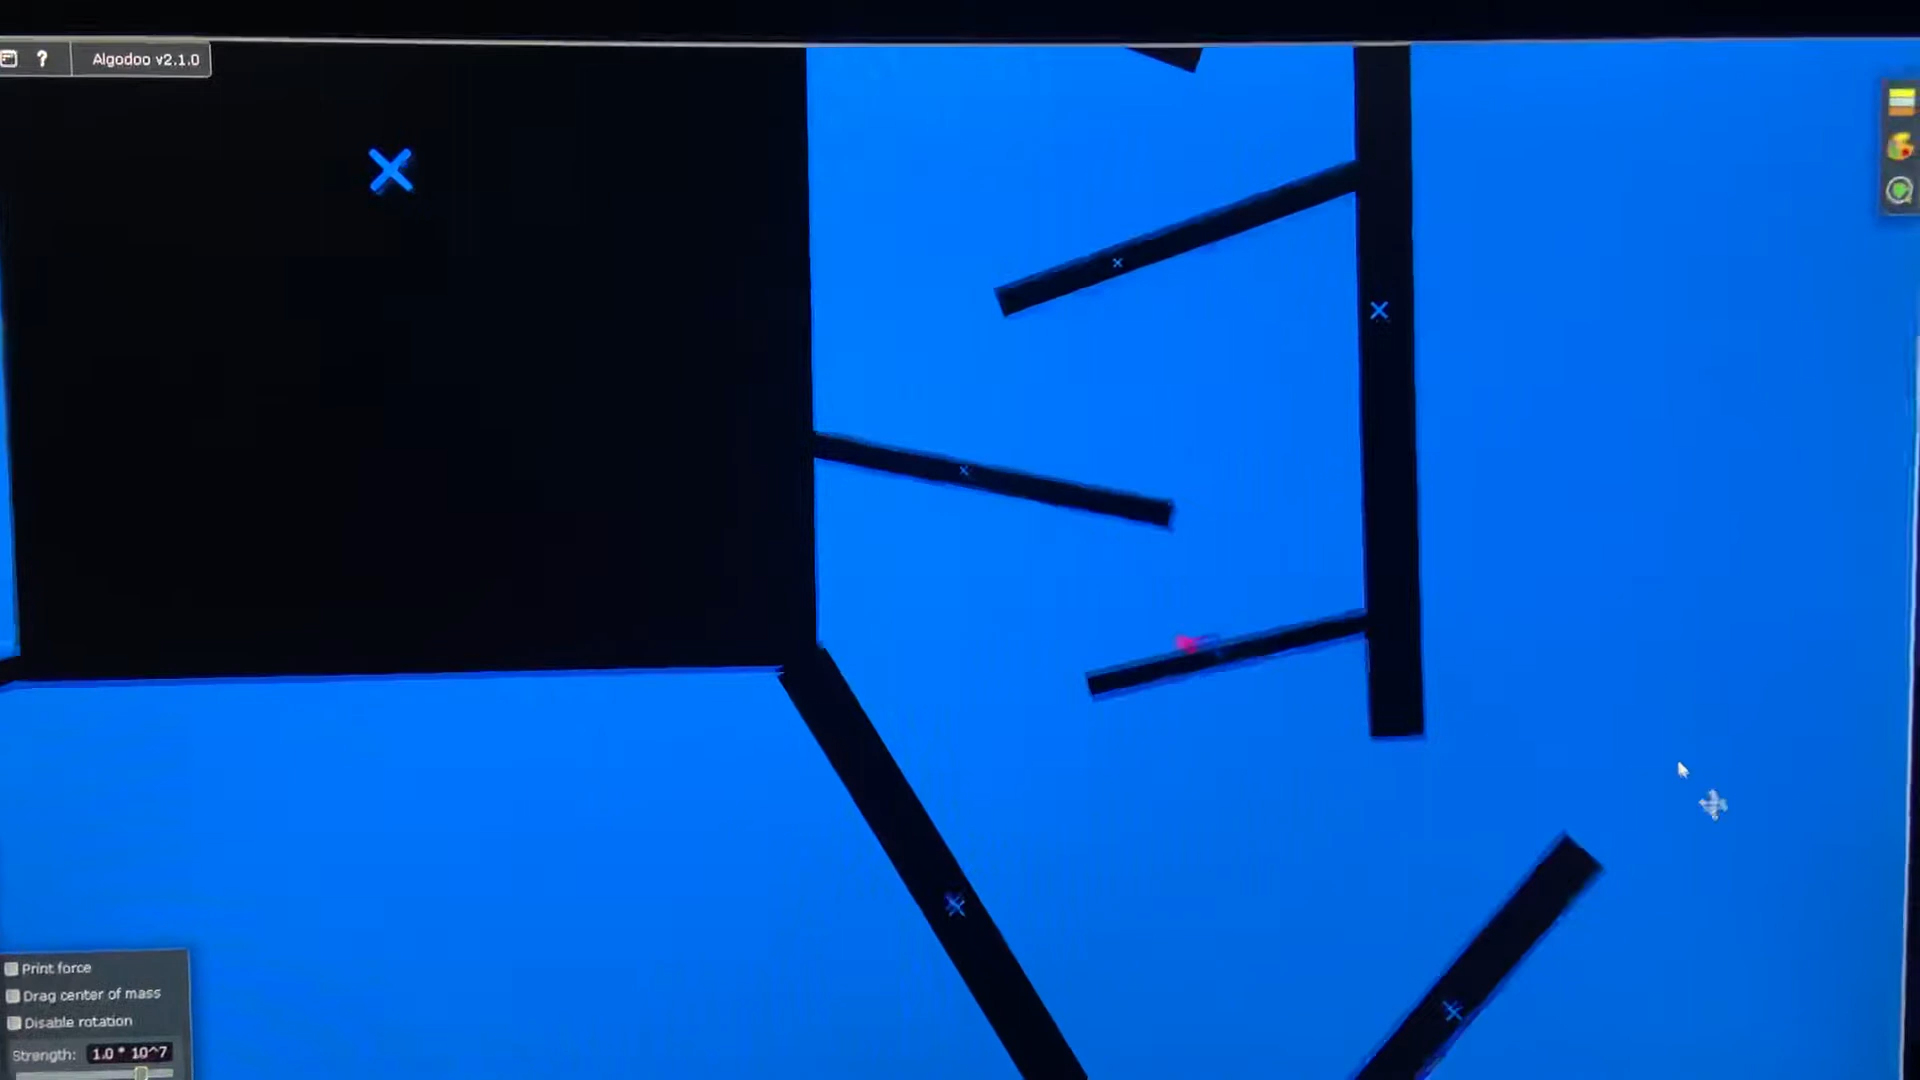 ? Algodoo v2.1.0
Print force
Drag center of mass
Disable rotation
Strength: 1.0 * 10^7